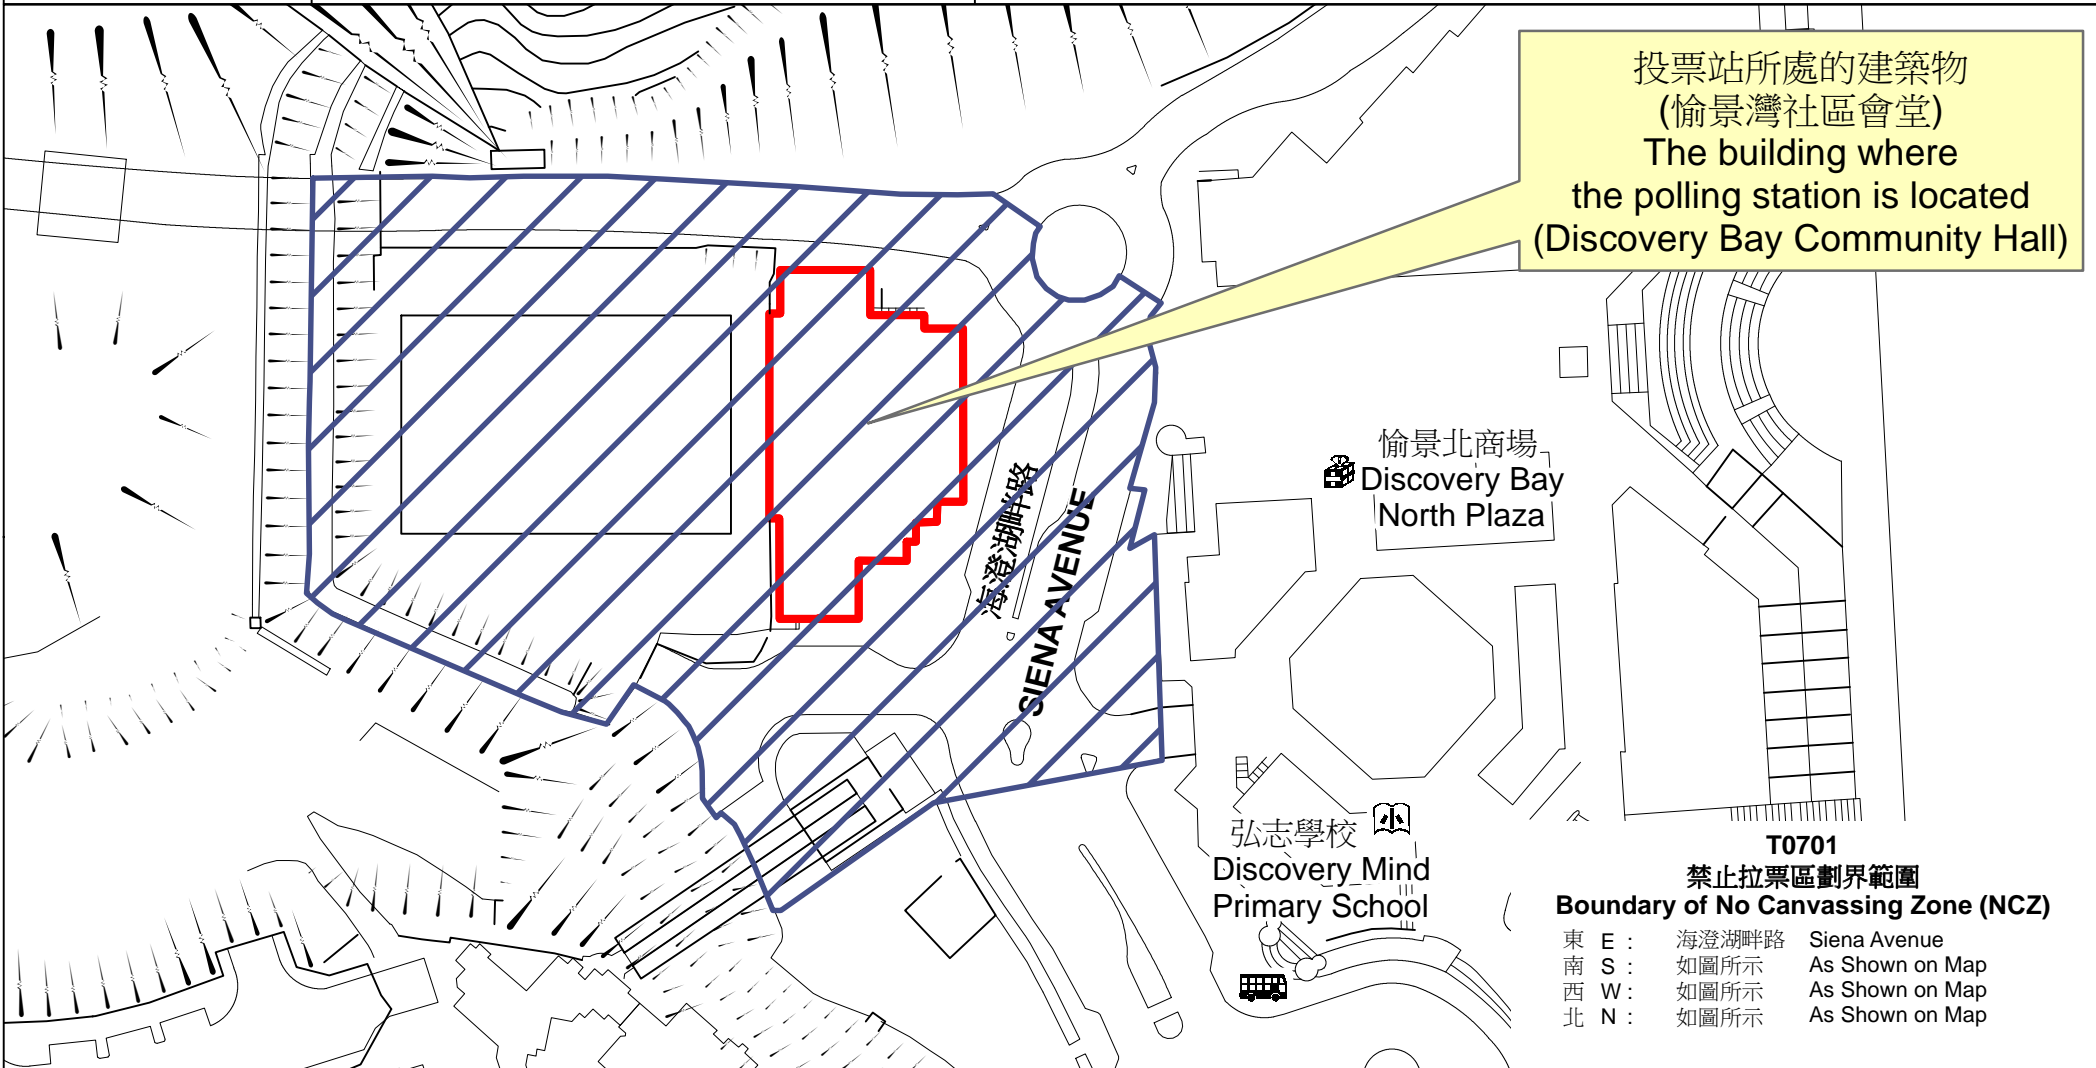 投票站所處的建築物
(愉景灣社區會堂)
The building where
the polling station is located
(Discovery Bay Community Hall)
愉景北商場
Discovery Bay
North Plaza
海澄湖畔路
SIENA AVENUE
弘志學校
小
Discovery Mind
Primary School
T0701
禁止拉票區劃界範圍
Boundary of No Canvassing Zone (NCZ)
東 E : 海澄湖畔路 Siena Avenue
南 S : 如圖所示 As Shown on Map
西 W : 如圖所示 As Shown on Map
北 N : 如圖所示 As Shown on Map